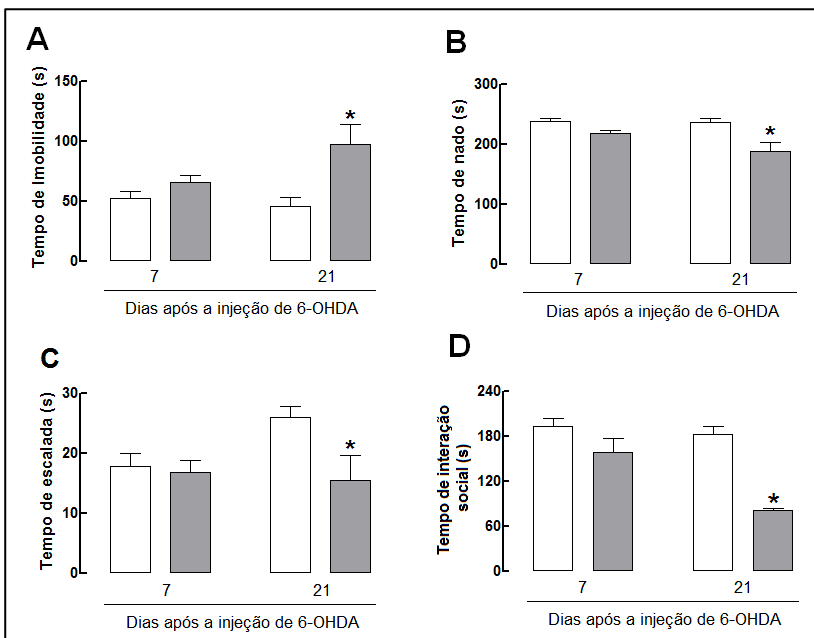 A
Tempo de Imobilidade (s)
150
100
50
0
*
7
21
Dias após a injeção de 6-OHDA
B
Tempo de nado (s)
300
200
100
0
*
7
21
Dias após a injeção de 6-OHDA
C
Tempo de escalada (s)
30
20
10
0
*
7
21
Dias após a injeção de 6-OHDA
D
Tempo de interação
social (s)
240
180
120
60
0
*
7
21
Dias após a injeção de 6-OHDA